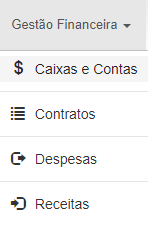 Gestão Financeira
Caixas e Contas
Contratos
Despesas
Receitas